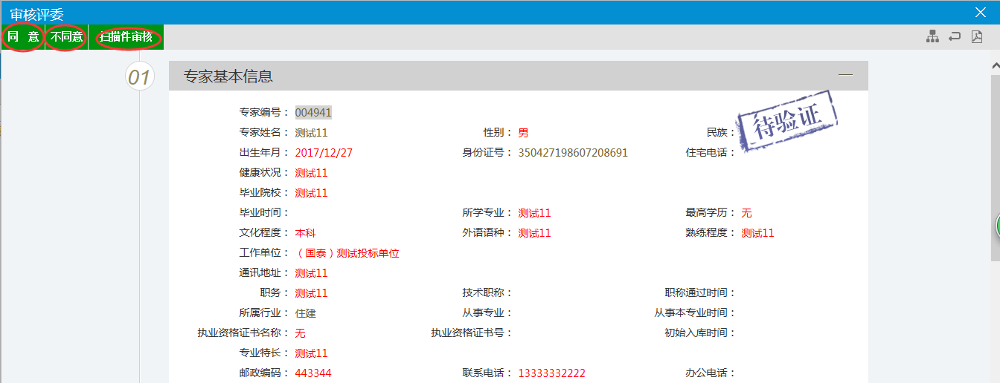 审核评委
同 意 不同意 扫描件审核
01 专家基本信息
待验证
专家编号： 004941
专家姓名： 测试11 性别： 男 民族：
出生年月： 2017/12/27 身份证号： 350427198607208691 住宅电话：
健康状况： 测试11
毕业院校： 测试11
毕业时间： 所学专业： 测试11 最高学历： 无
文化程度： 本科 外语语种： 测试11 熟练程度： 测试11
工作单位： （国泰）测试投标单位
通讯地址： 测试11
职务： 测试11 技术职称： 职称通过时间：
所属行业： 住建 从事专业： 从事本专业时间：
执业资格证书名称： 无 执业资格证书号： 初始入库时间：
专业特长： 测试11
邮政编码： 443344 联系电话： 13333332222 办公电话：